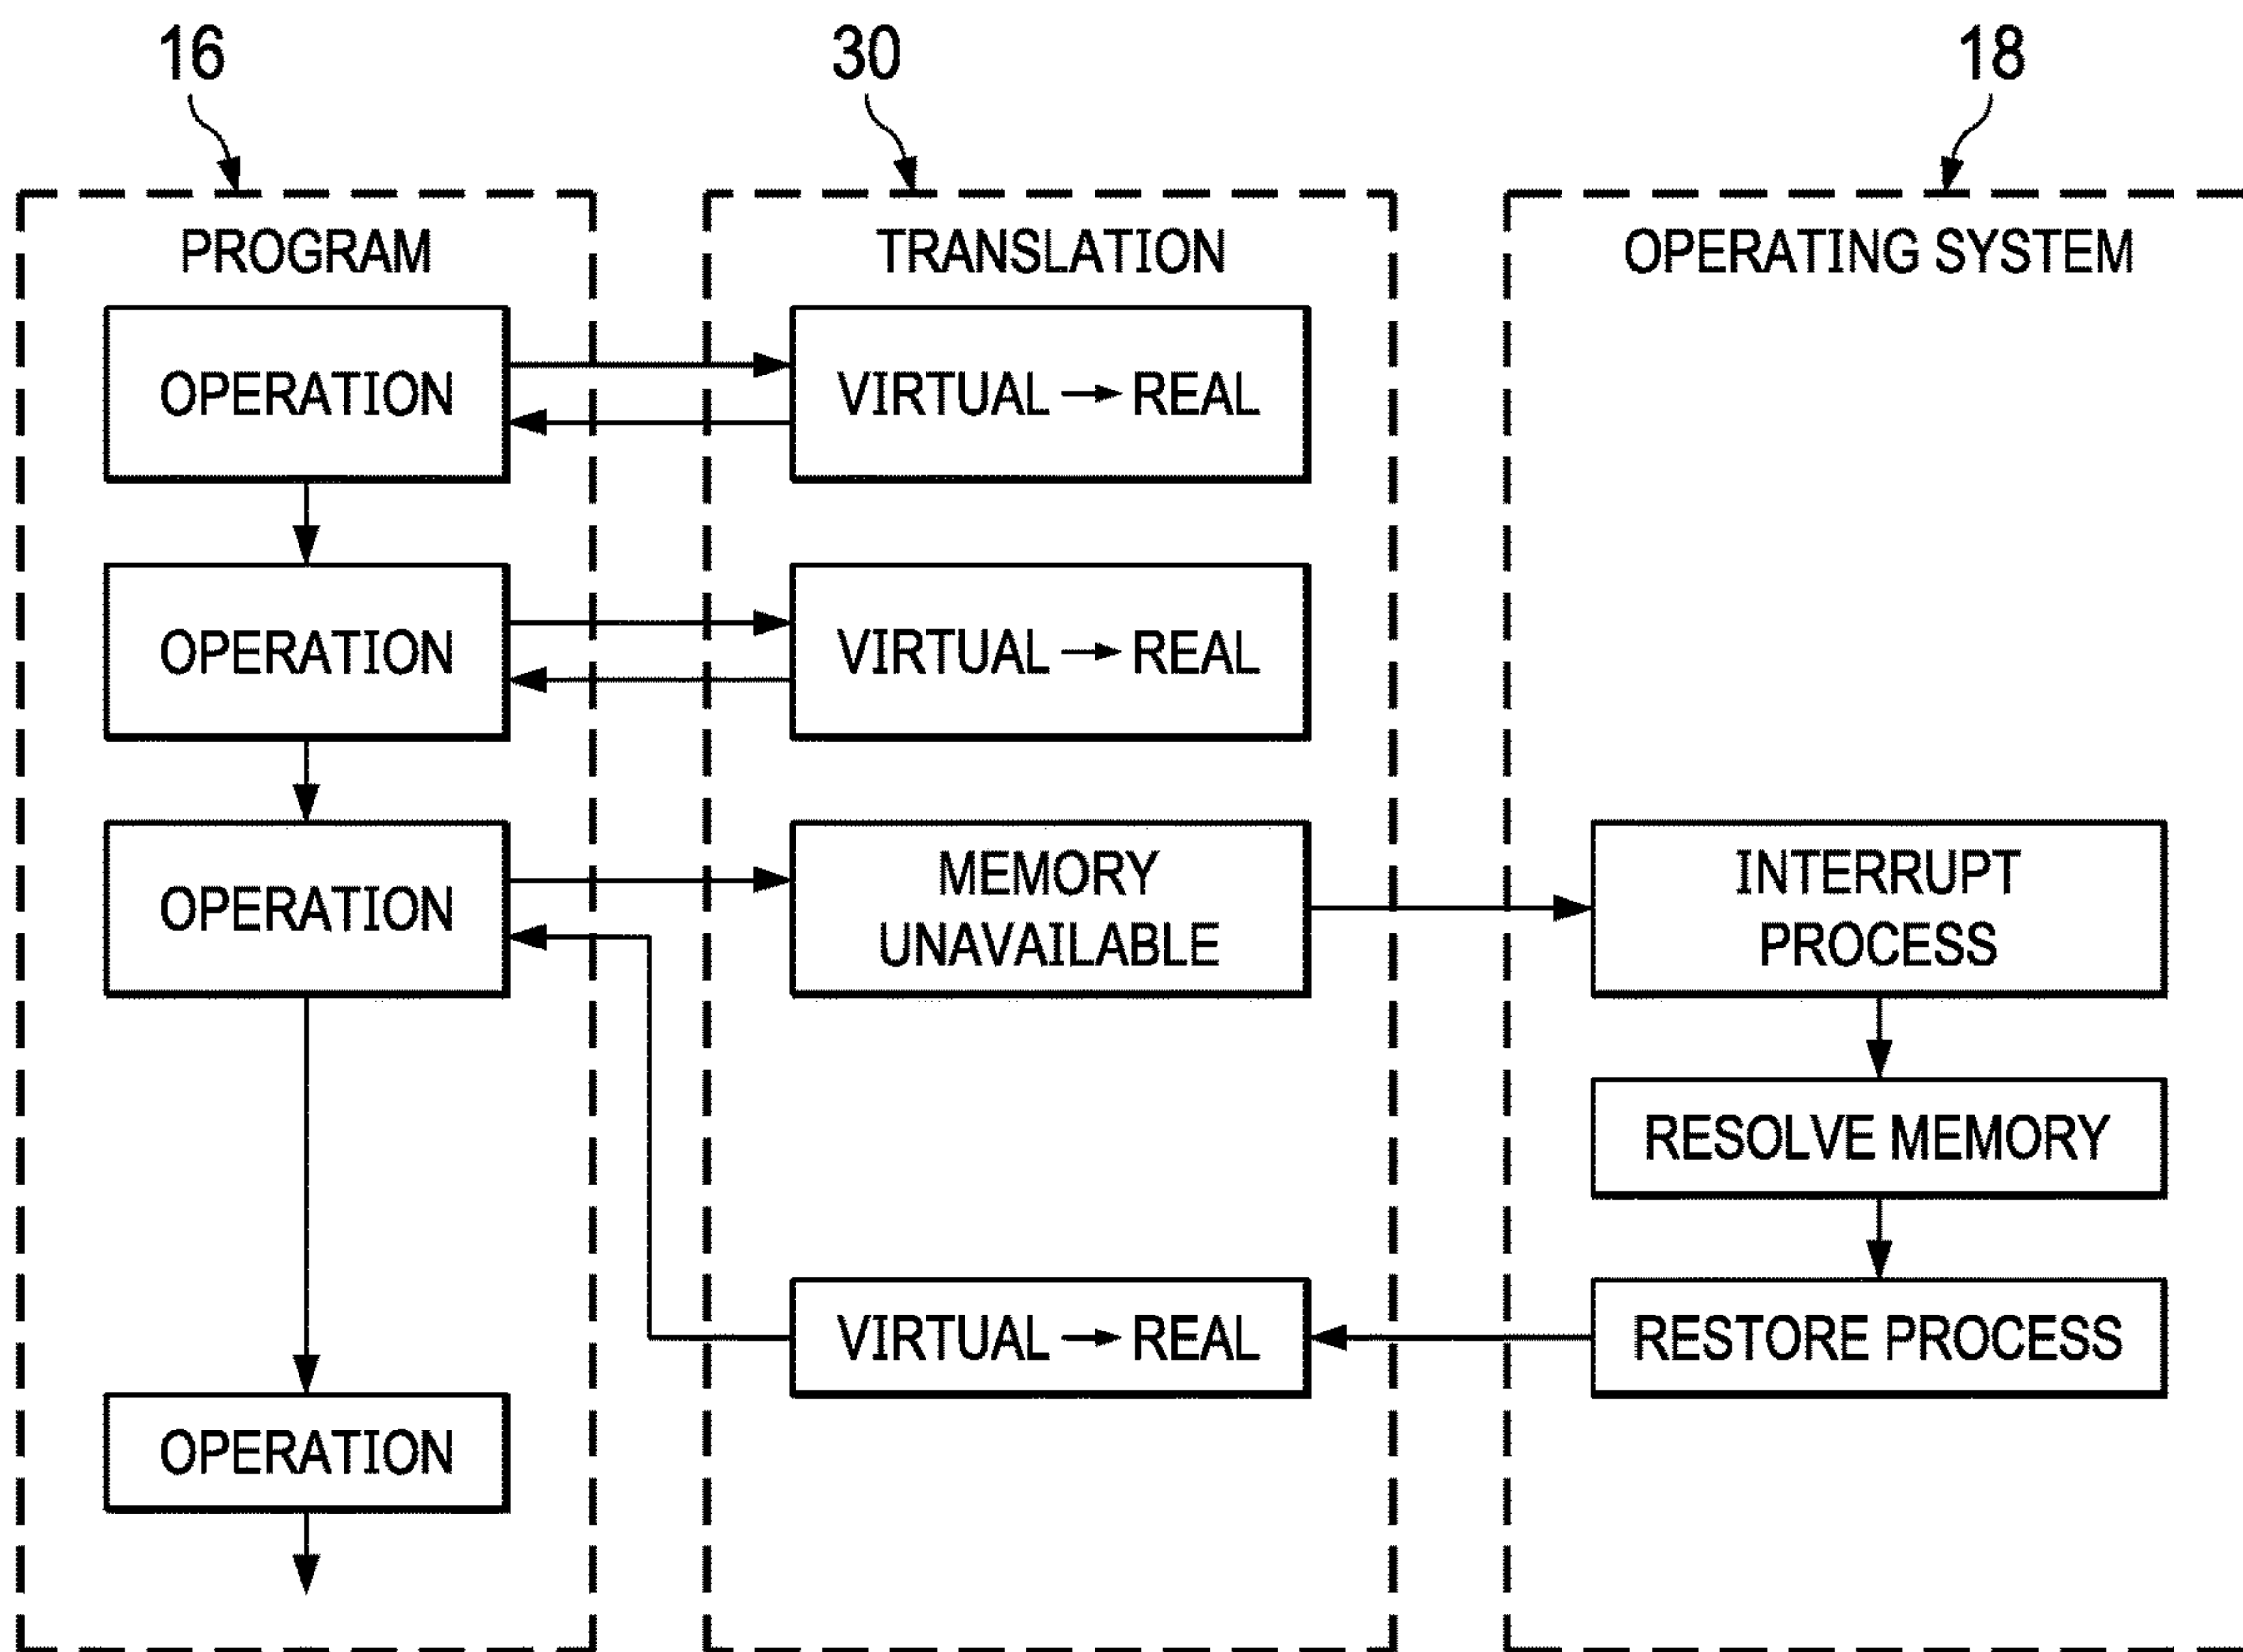 16
30
18
PROGRAM
TRANSLATION
OPERATING SYSTEM
OPERATION
VIRTUAL → REAL
OPERATION
VIRTUAL → REAL
OPERATION
MEMORY
UNAVAILABLE
INTERRUPT
PROCESS
RESOLVE MEMORY
VIRTUAL → REAL
RESTORE PROCESS
OPERATION